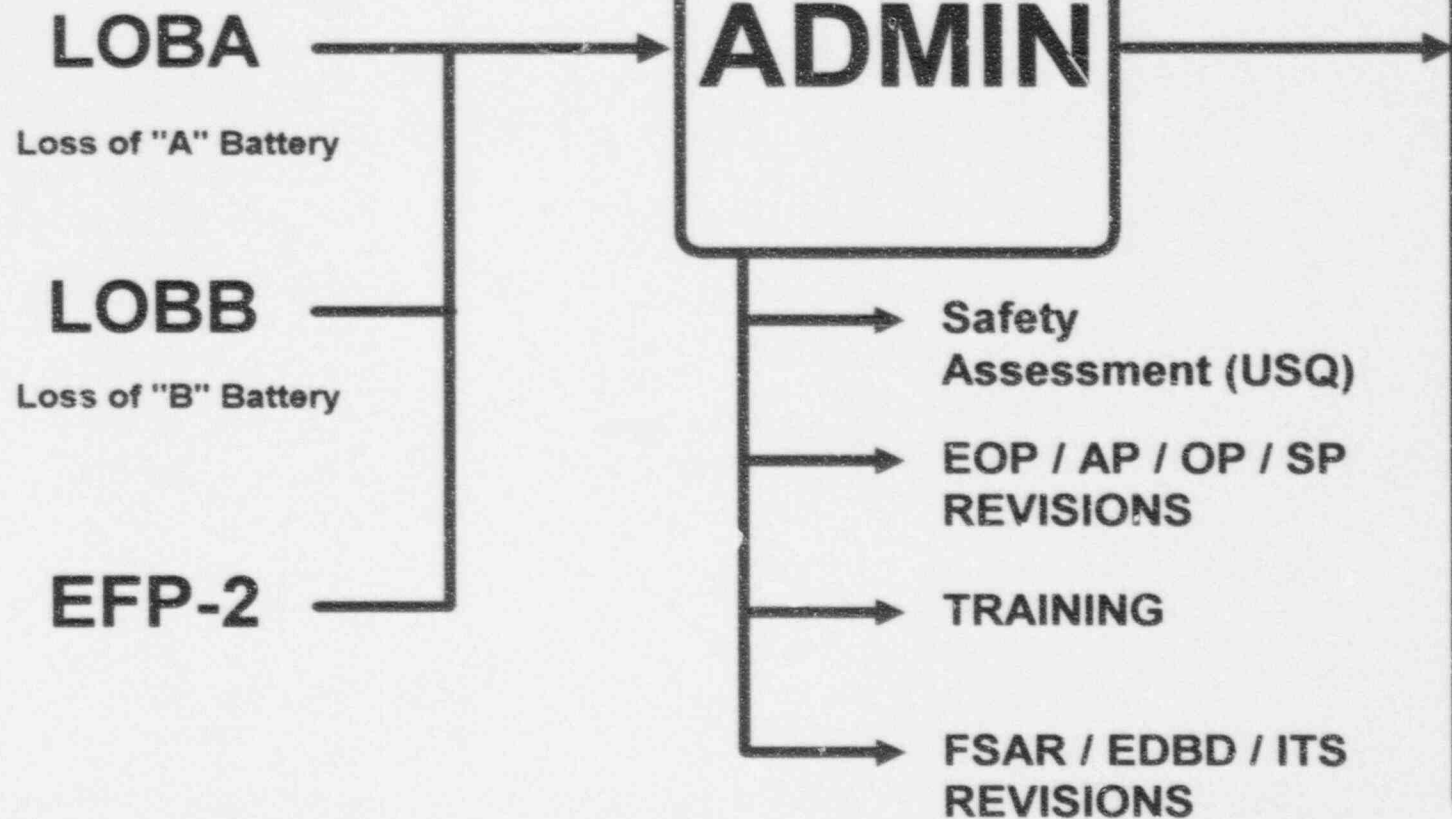 LOBA
Loss of "A" Battery
LOBB
Loss of "B" Battery
EFP-2
ADMIN
Safety
Assessment (USQ)
EOP / AP / OP / SP
REVISIONS
TRAINING
FSAR / EDBD / ITS
REVISIONS